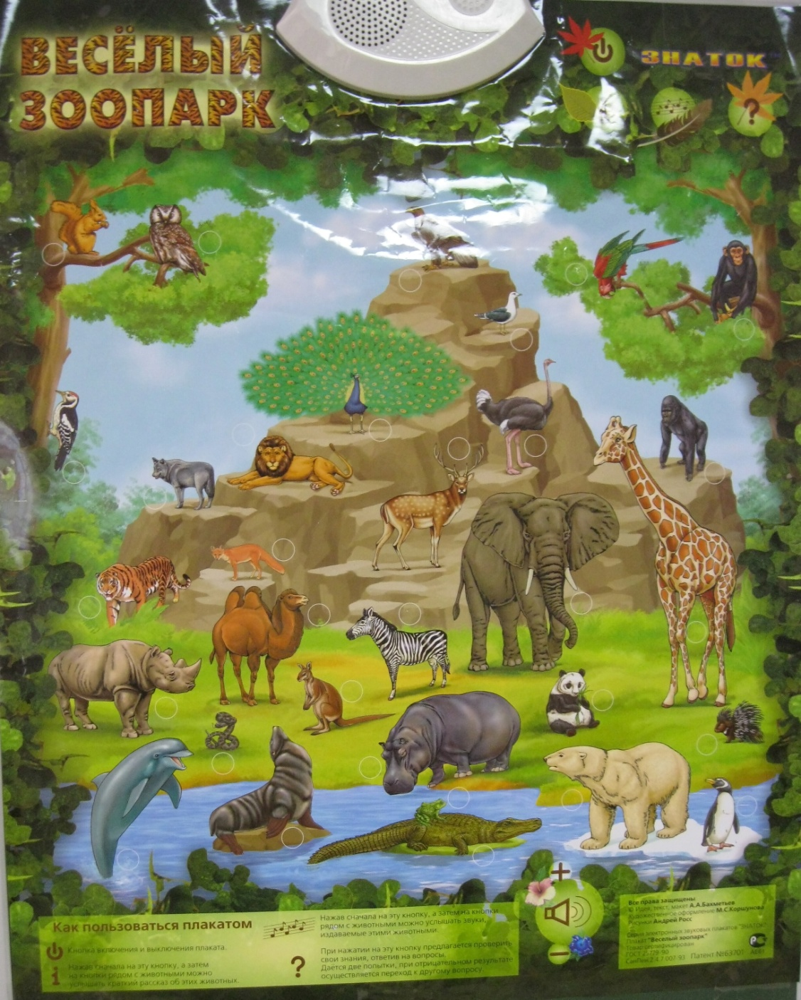 ВЕСЁЛЫЙ
ЗООПАРК
ЗНАТОК
?
Как пользоваться плакатом
Кнопка включения и выключения плаката.
i
Нажав сначала на эту кнопку, а затем
на кнопки рядом с животными можно
услышать краткий рассказ об этих животных.
Нажав сначала на эту кнопку, а затем на кнопки
рядом с животными можно услышать звуки,
издаваемые этими животными.
?
При нажатии на эту кнопку предлагается проверить
свои знания, ответив на вопросы.
Даётся две попытки, при отрицательном результате
осуществляется переход к другому вопросу.
+
−
Все права защищены
© Идея, текст, макет А.А.Бахметьев
Художественное оформление М.С.Коршунова
Рисунки Андрей Росс
Серия электронных звуковых плакатов "ЗНАТОК"
Плакат "Веселый зоопарк"
Товар сертифицирован
ГОСТ 25779-90
СанПин 2.4.7.007-93 Патент №63701